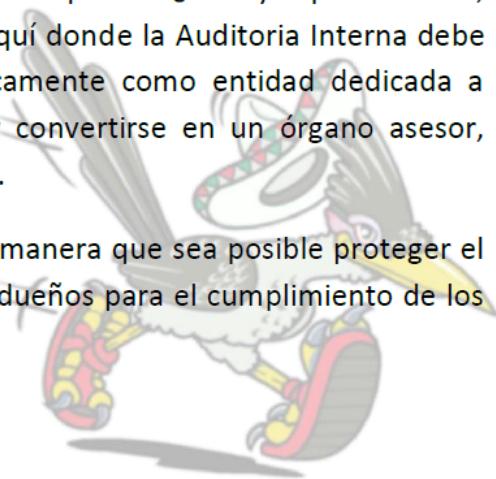 quí donde la Auditoria Interna debe
camente como entidad dedicada a
convertirse en un órgano asesor,
.
manera que sea posible proteger el
dueños para el cumplimiento de los